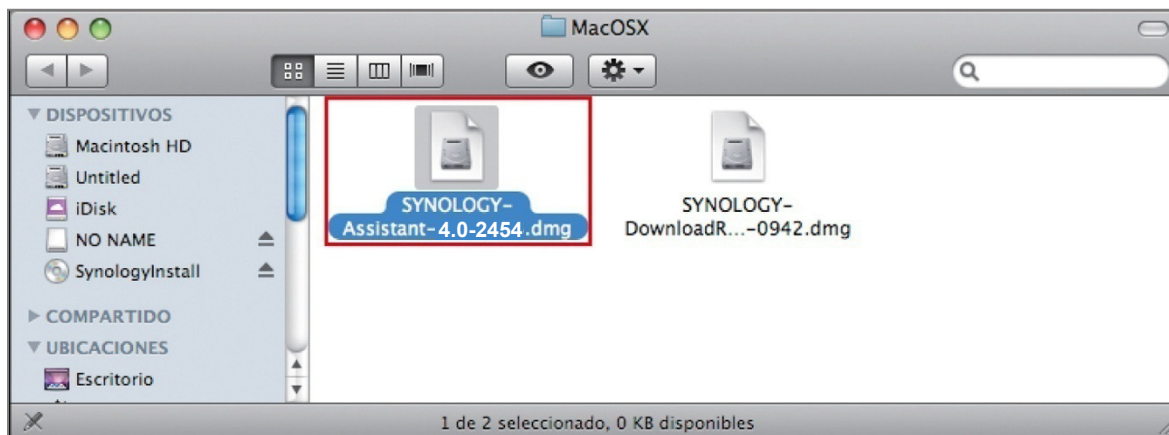 MacOSX
DISPOSITIVOS
Macintosh HD
Untitled
iDisk
NO NAME
SynologyInstall
COMPARTIDO
UBICACIONES
Escritorio
SYNOLOGY-
Assistant-4.0-2454.dmg
SYNOLOGY-
DownloadR...-0942.dmg
1 de 2 seleccionado, 0 KB disponibles